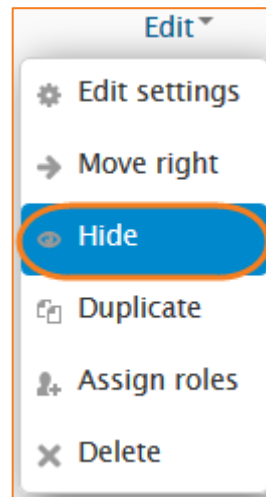 Edit
Edit settings
Move right
Hide
Duplicate
Assign roles
Delete